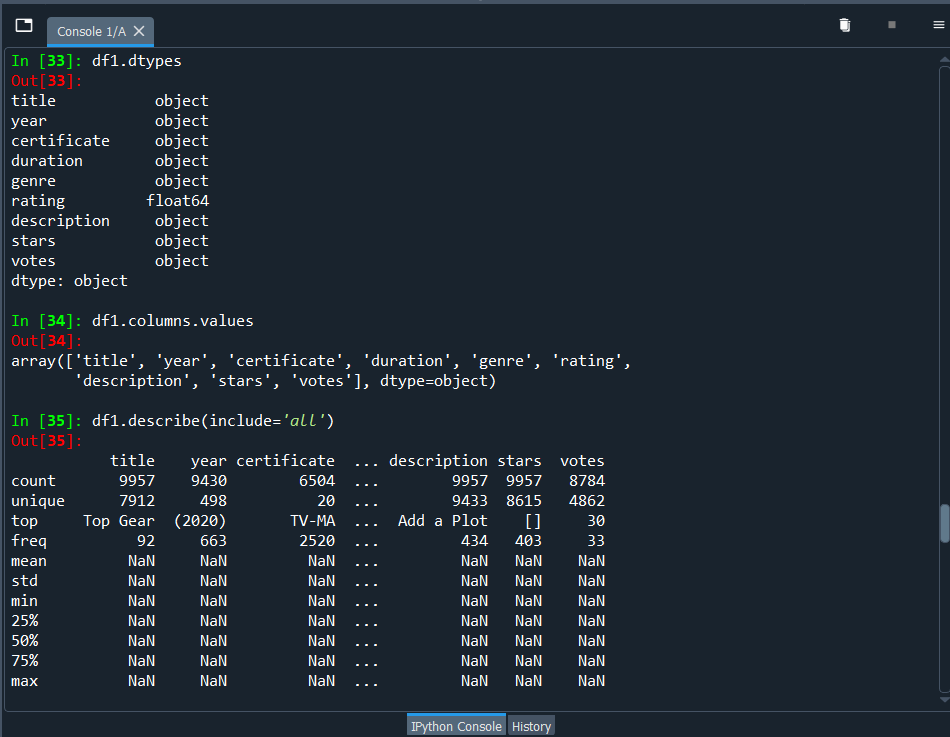 Console 1/A
In [33]: df1.dtypes
Out[33]:
title           object
year            object
certificate     object
duration        object
genre           object
rating         float64
description     object
stars           object
votes           object
dtype: object
In [34]: df1.columns.values
Out[34]:
array(['title', 'year', 'certificate', 'duration', 'genre', 'rating',
       'description', 'stars', 'votes'], dtype=object)
In [35]: df1.describe(include='all')
Out[35]:
           title    year certificate  ... description stars  votes
count       9957    9430        6504  ...        9957  9957   8784
unique      7912     498          20  ...        9433  8615   4862
top     Top Gear  (2020)       TV-MA  ...  Add a Plot    []     30
freq          92     663        2520  ...         434   403     33
mean         NaN     NaN         NaN  ...         NaN   NaN    NaN
std          NaN     NaN         NaN  ...         NaN   NaN    NaN
min          NaN     NaN         NaN  ...         NaN   NaN    NaN
25%          NaN     NaN         NaN  ...         NaN   NaN    NaN
50%          NaN     NaN         NaN  ...         NaN   NaN    NaN
75%          NaN     NaN         NaN  ...         NaN   NaN    NaN
max          NaN     NaN         NaN  ...         NaN   NaN    NaN
IPython Console History